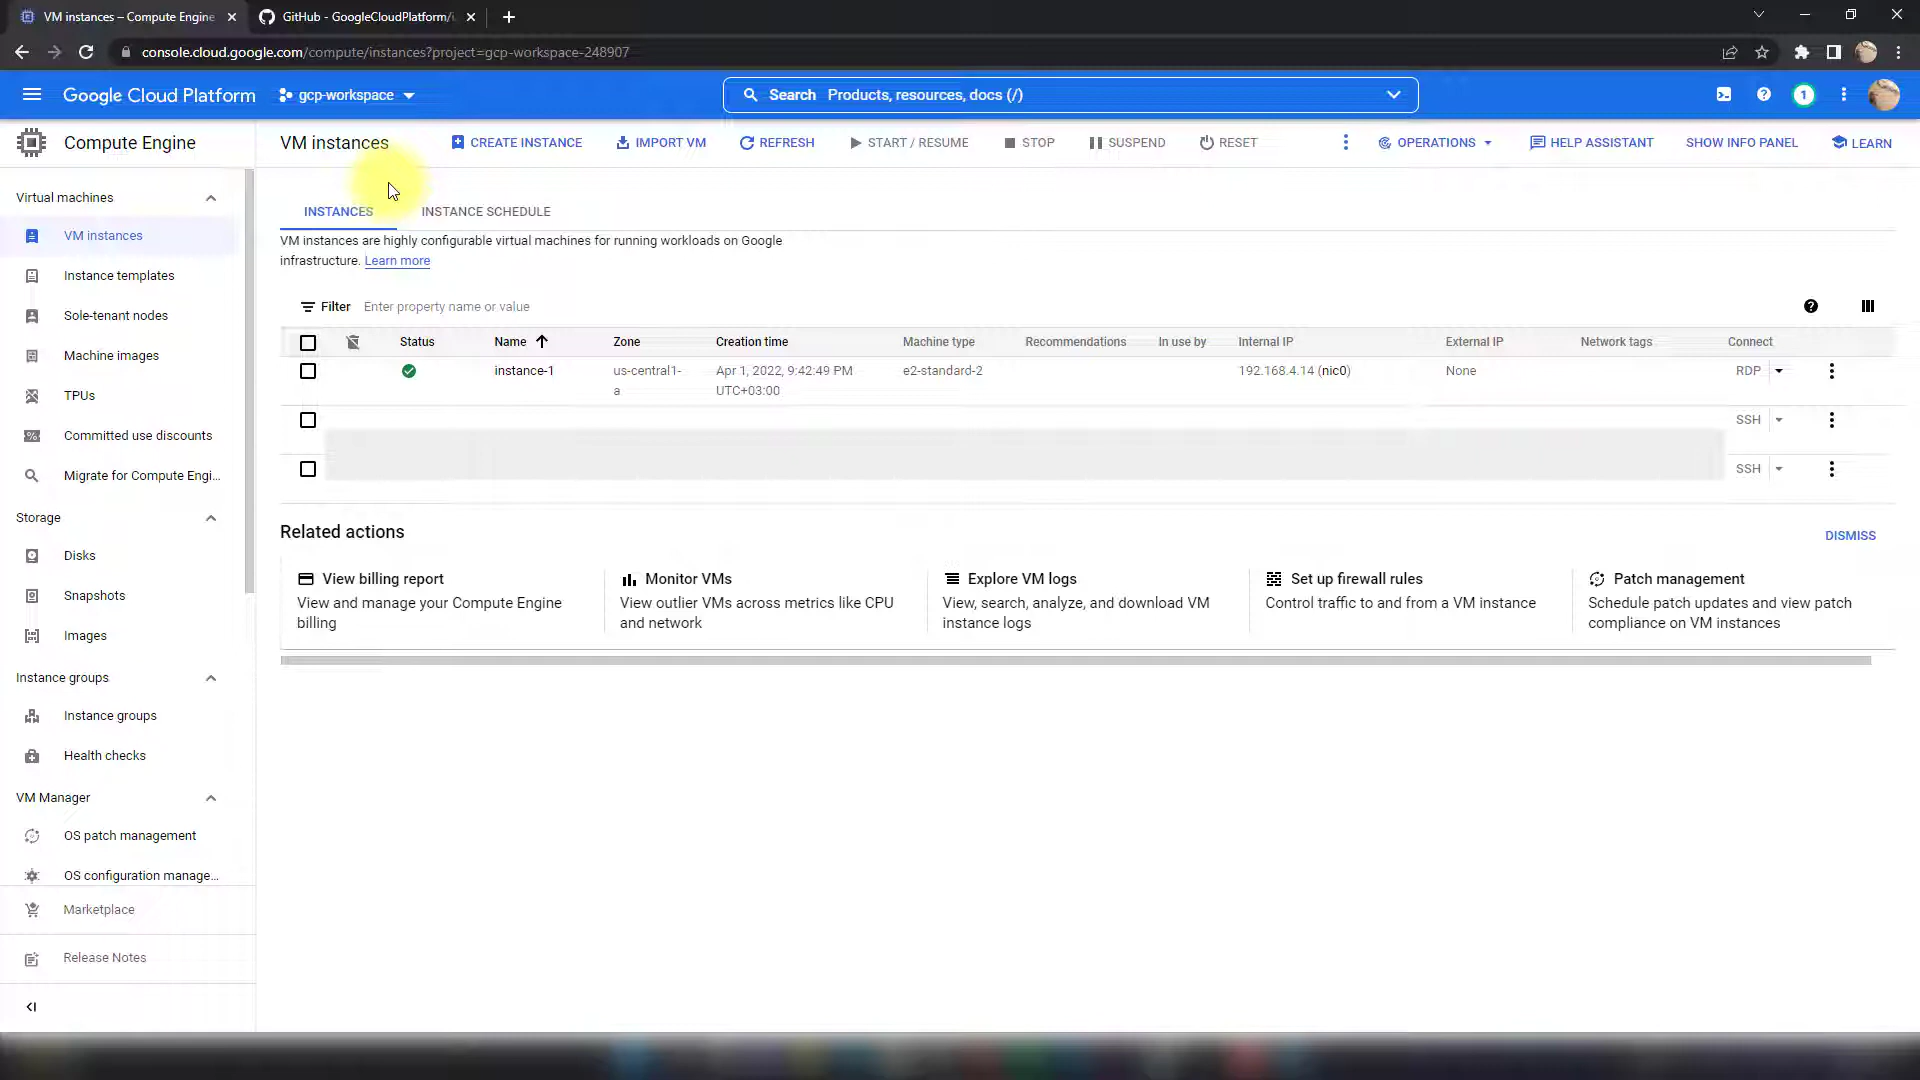 VM instances – Compute Engine
GitHub - GoogleCloudPlatform/i
console.cloud.google.com/compute/instances?project=gcp-workspace-248907
Google Cloud Platform
gcp-workspace
Search Products, resources, docs (/)
1
Compute Engine
VM instances
CREATE INSTANCE
IMPORT VM
REFRESH
START / RESUME
STOP
SUSPEND
RESET
OPERATIONS
HELP ASSISTANT
SHOW INFO PANEL
LEARN
Virtual machines
VM instances
Instance templates
Sole-tenant nodes
Machine images
TPUs
Committed use discounts
Migrate for Compute Engi...
Storage
Disks
Snapshots
Images
Instance groups
Instance groups
Health checks
VM Manager
OS patch management
OS configuration manage...
Marketplace
Release Notes
INSTANCES
INSTANCE SCHEDULE
VM instances are highly configurable virtual machines for running workloads on Google
infrastructure. Learn more
Filter Enter property name or value
Status Name Zone Creation time Machine type Recommendations In use by Internal IP External IP Network tags Connect
instance-1 us-central1- Apr 1, 2022, 9:42:49 PM e2-standard-2 192.168.4.14 (nic0) None RDP
a UTC+03:00
SSH
SSH
Related actions
DISMISS
View billing report
View and manage your Compute Engine
billing
Monitor VMs
View outlier VMs across metrics like CPU
and network
Explore VM logs
View, search, analyze, and download VM
instance logs
Set up firewall rules
Control traffic to and from a VM instance
Patch management
Schedule patch updates and view patch
compliance on VM instances